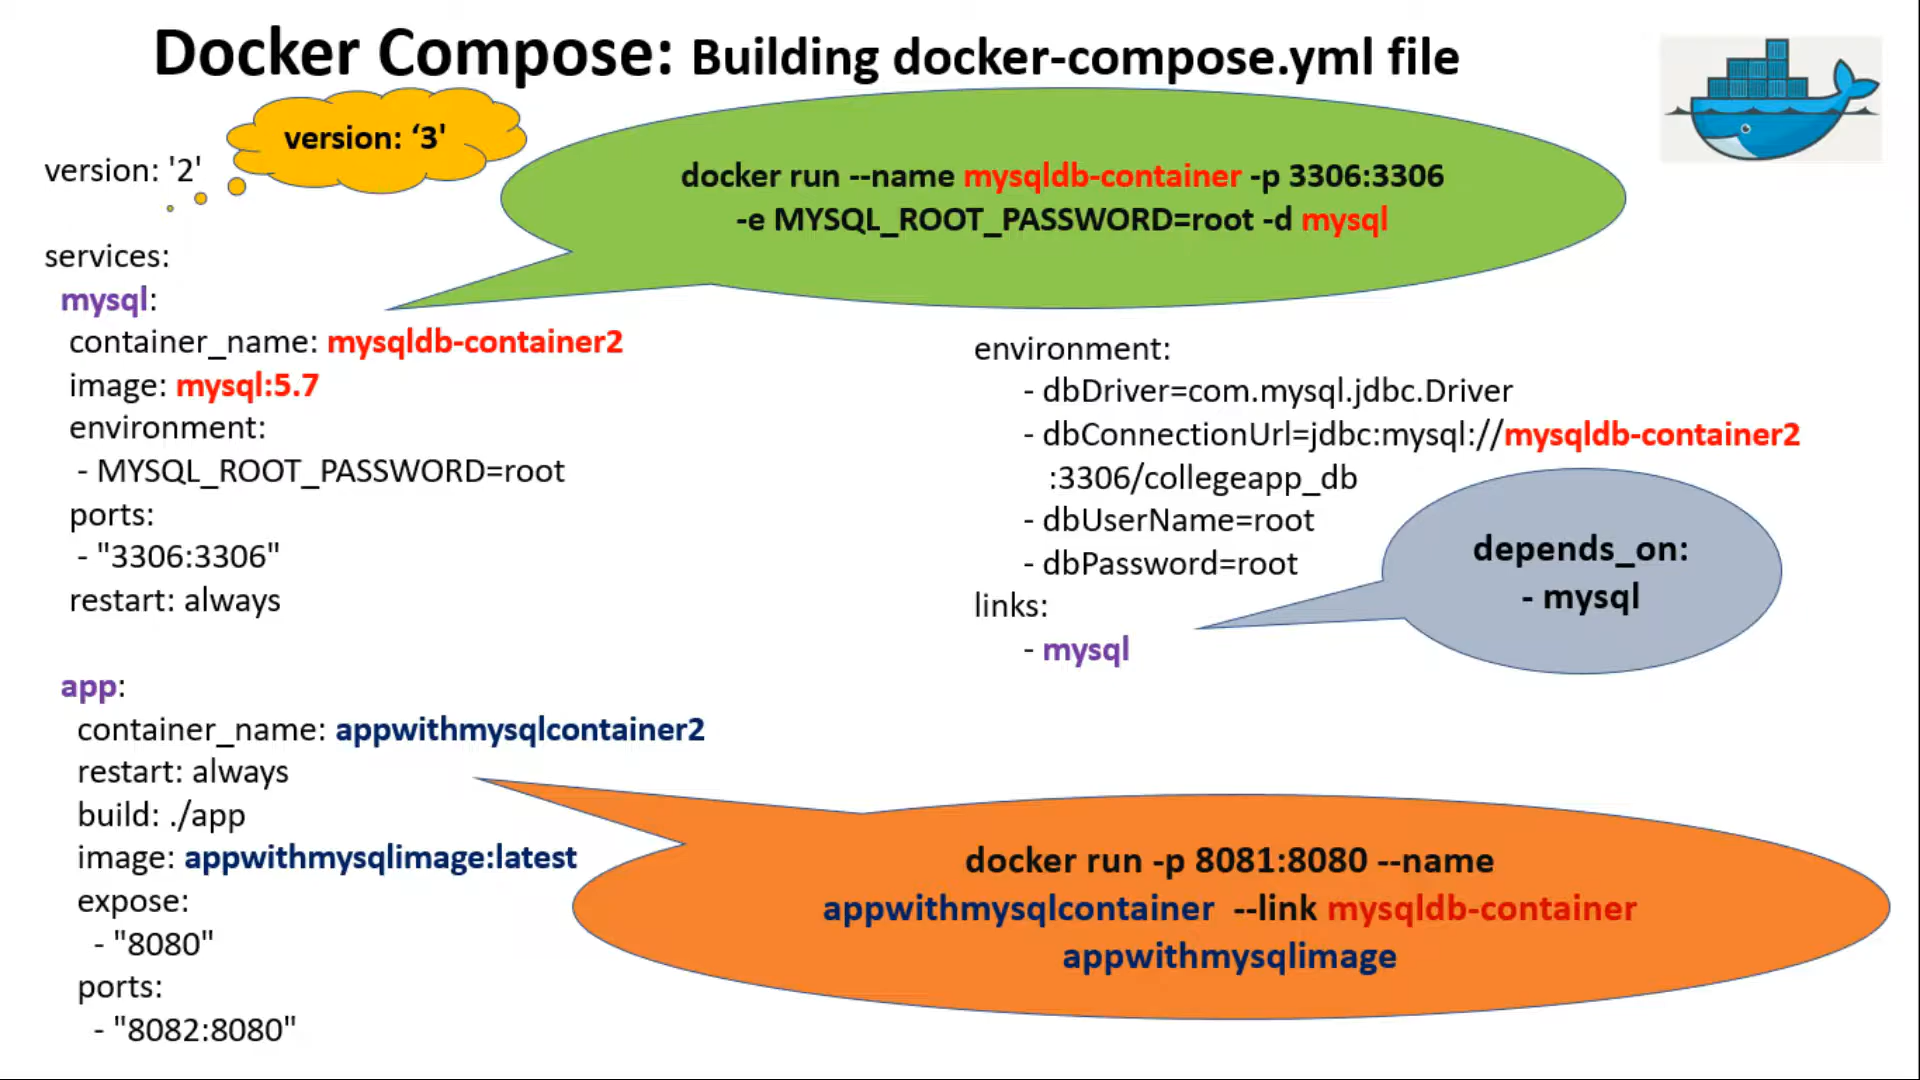 Docker Compose: Building docker-compose.yml file
version: '2'
version: ‘3'
docker run --name mysqldb-container -p 3306:3306
-e MYSQL_ROOT_PASSWORD=root -d mysql
services:
mysql:
container_name: mysqldb-container2
image: mysql:5.7
environment:
- MYSQL_ROOT_PASSWORD=root
ports:
- "3306:3306"
restart: always
app:
container_name: appwithmysqlcontainer2
restart: always
build: ./app
image: appwithmysqlimage:latest
expose:
- "8080"
ports:
- "8082:8080"
environment:
- dbDriver=com.mysql.jdbc.Driver
- dbConnectionUrl=jdbc:mysql://mysqldb-container2
:3306/collegeapp_db
- dbUserName=root
- dbPassword=root
links:
- mysql
depends_on:
- mysql
docker run -p 8081:8080 --name
appwithmysqlcontainer --link mysqldb-container
appwithmysqlimage